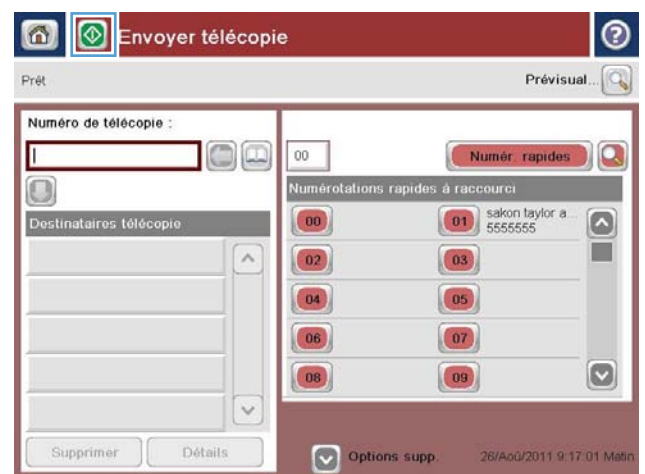 Envoyer télécopie
Prêt
Prévisual...
Numéro de télécopie :
00
Numér. rapides
Numérotations rapides à raccourci
Destinataires télécopie
00
01
sakon taylor a...
5555555
02
03
04
05
06
07
08
09
Supprimer
Détails
Options supp.
26/Aoû/2011 9:17:01 Matin